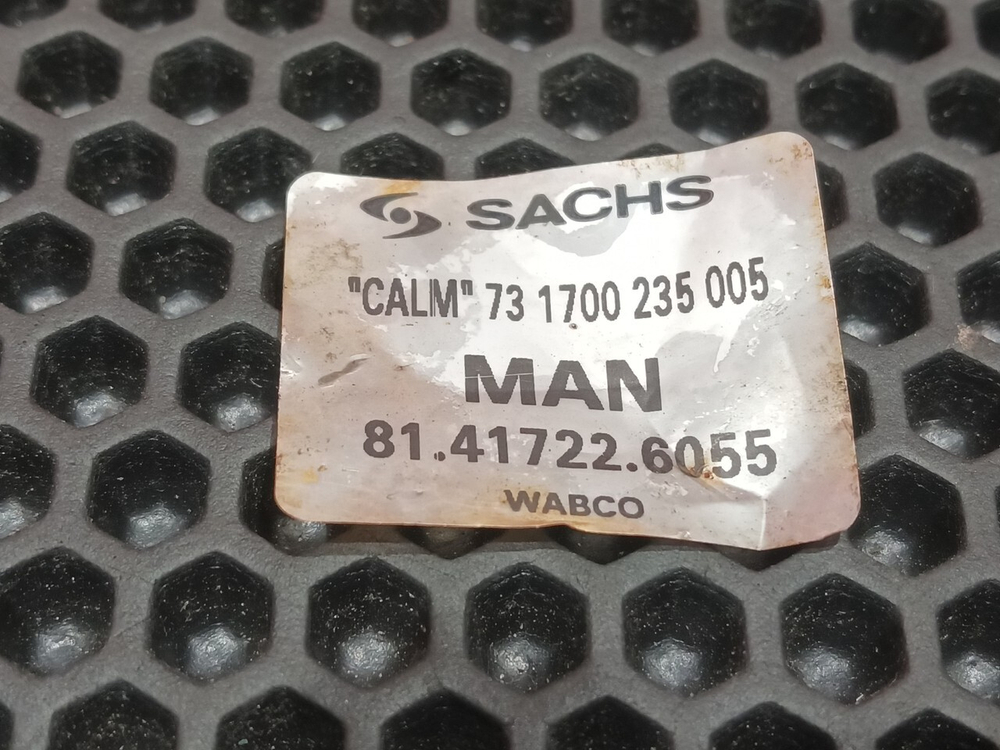 SACHS
"CALM" 73 1700 235 005
MAN
81.41722.6055
WABCO